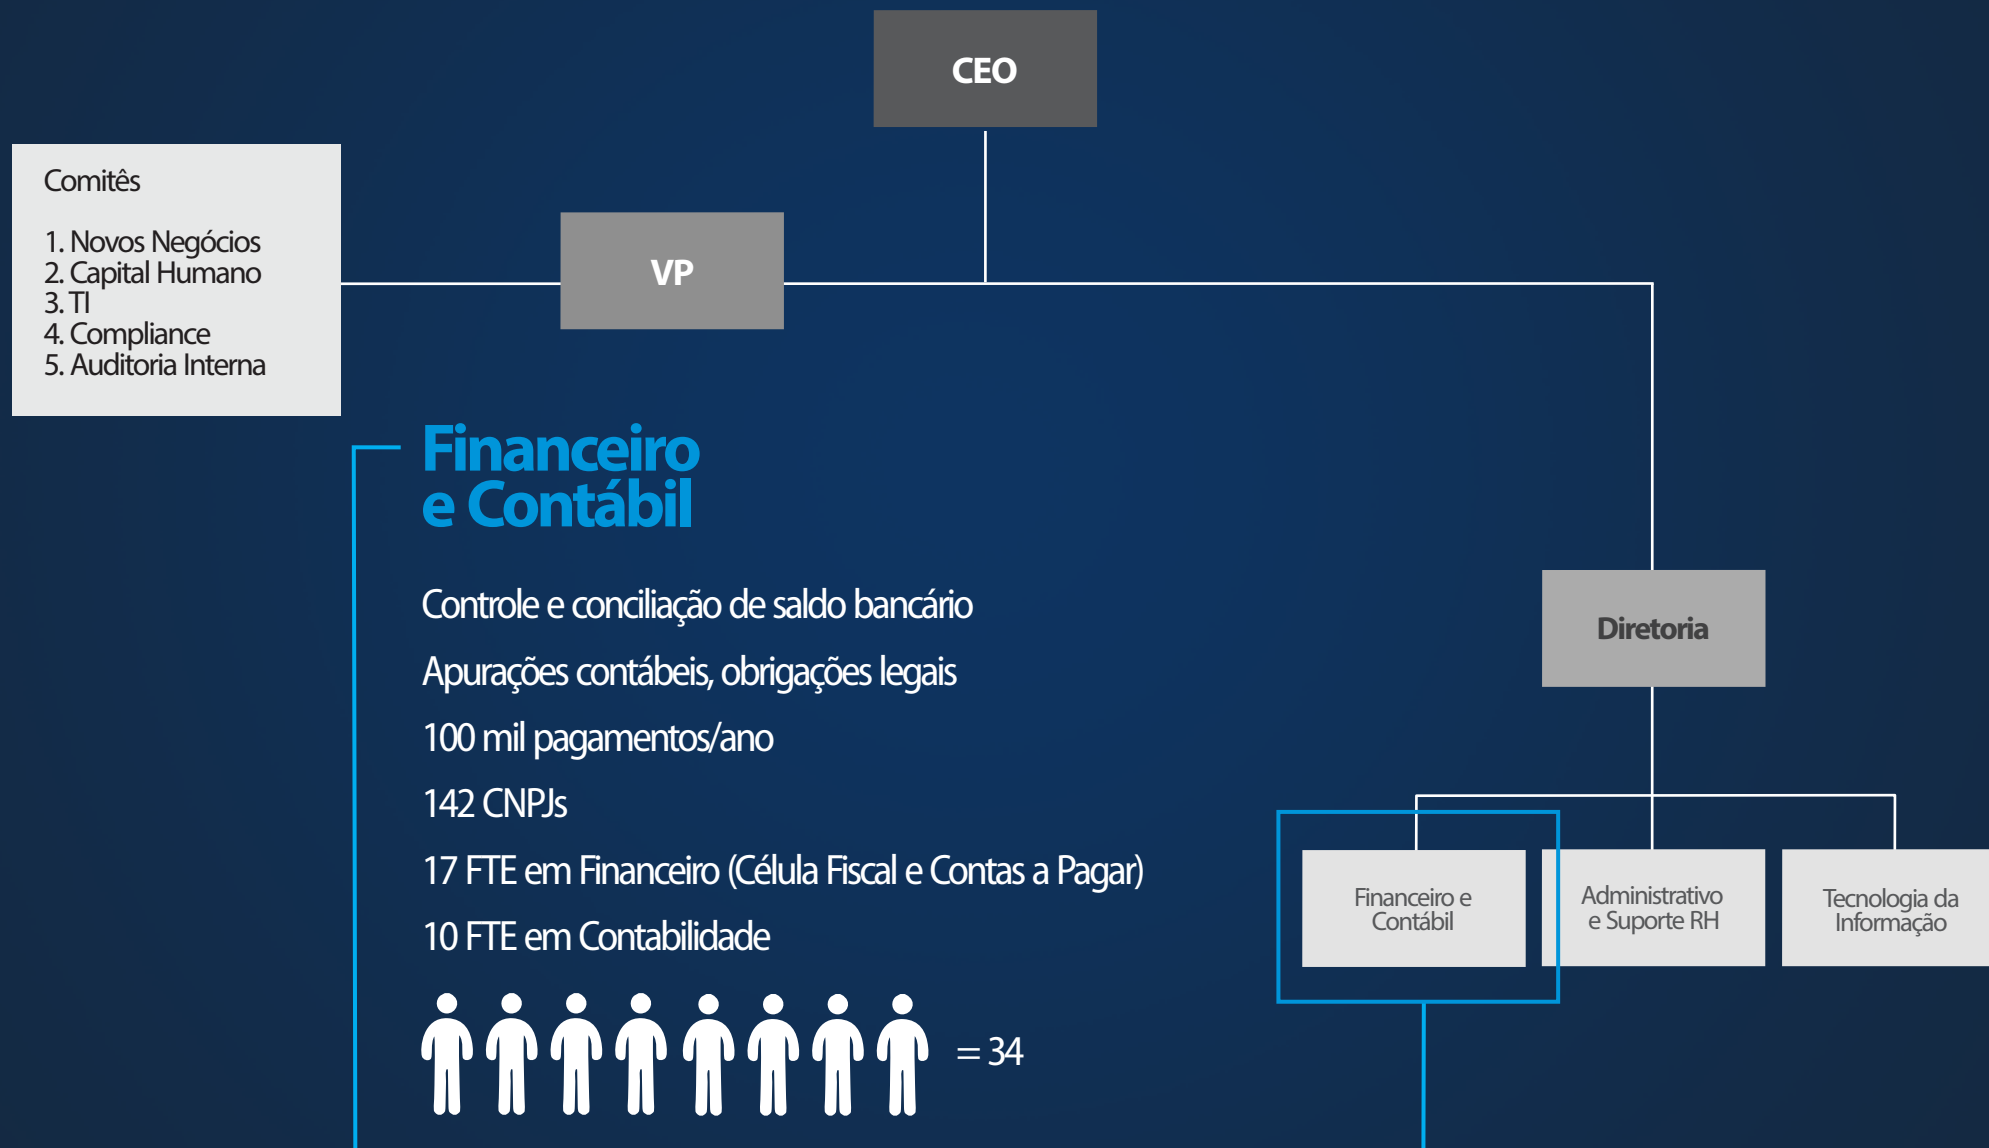 CEO
Comitês
1. Novos Negócios
2. Capital Humano
3. TI
4. Compliance
5. Auditoria Interna
VP
Financeiro
e Contábil
Controle e conciliação de saldo bancário
Apurações contábeis, obrigações legais
100 mil pagamentos/ano
142 CNPJs
17 FTE em Financeiro (Célula Fiscal e Contas a Pagar)
10 FTE em Contabilidade
= 34
Diretoria
Financeiro e
Contábil
Administrativo
e Suporte RH
Tecnologia da
Informação